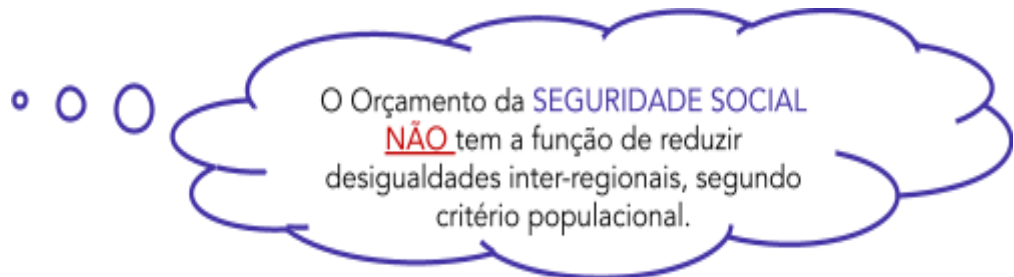 O Orçamento da SEGURIDADE SOCIAL
NÃO tem a função de reduzir
desigualdades inter-regionais, segundo
critério populacional.